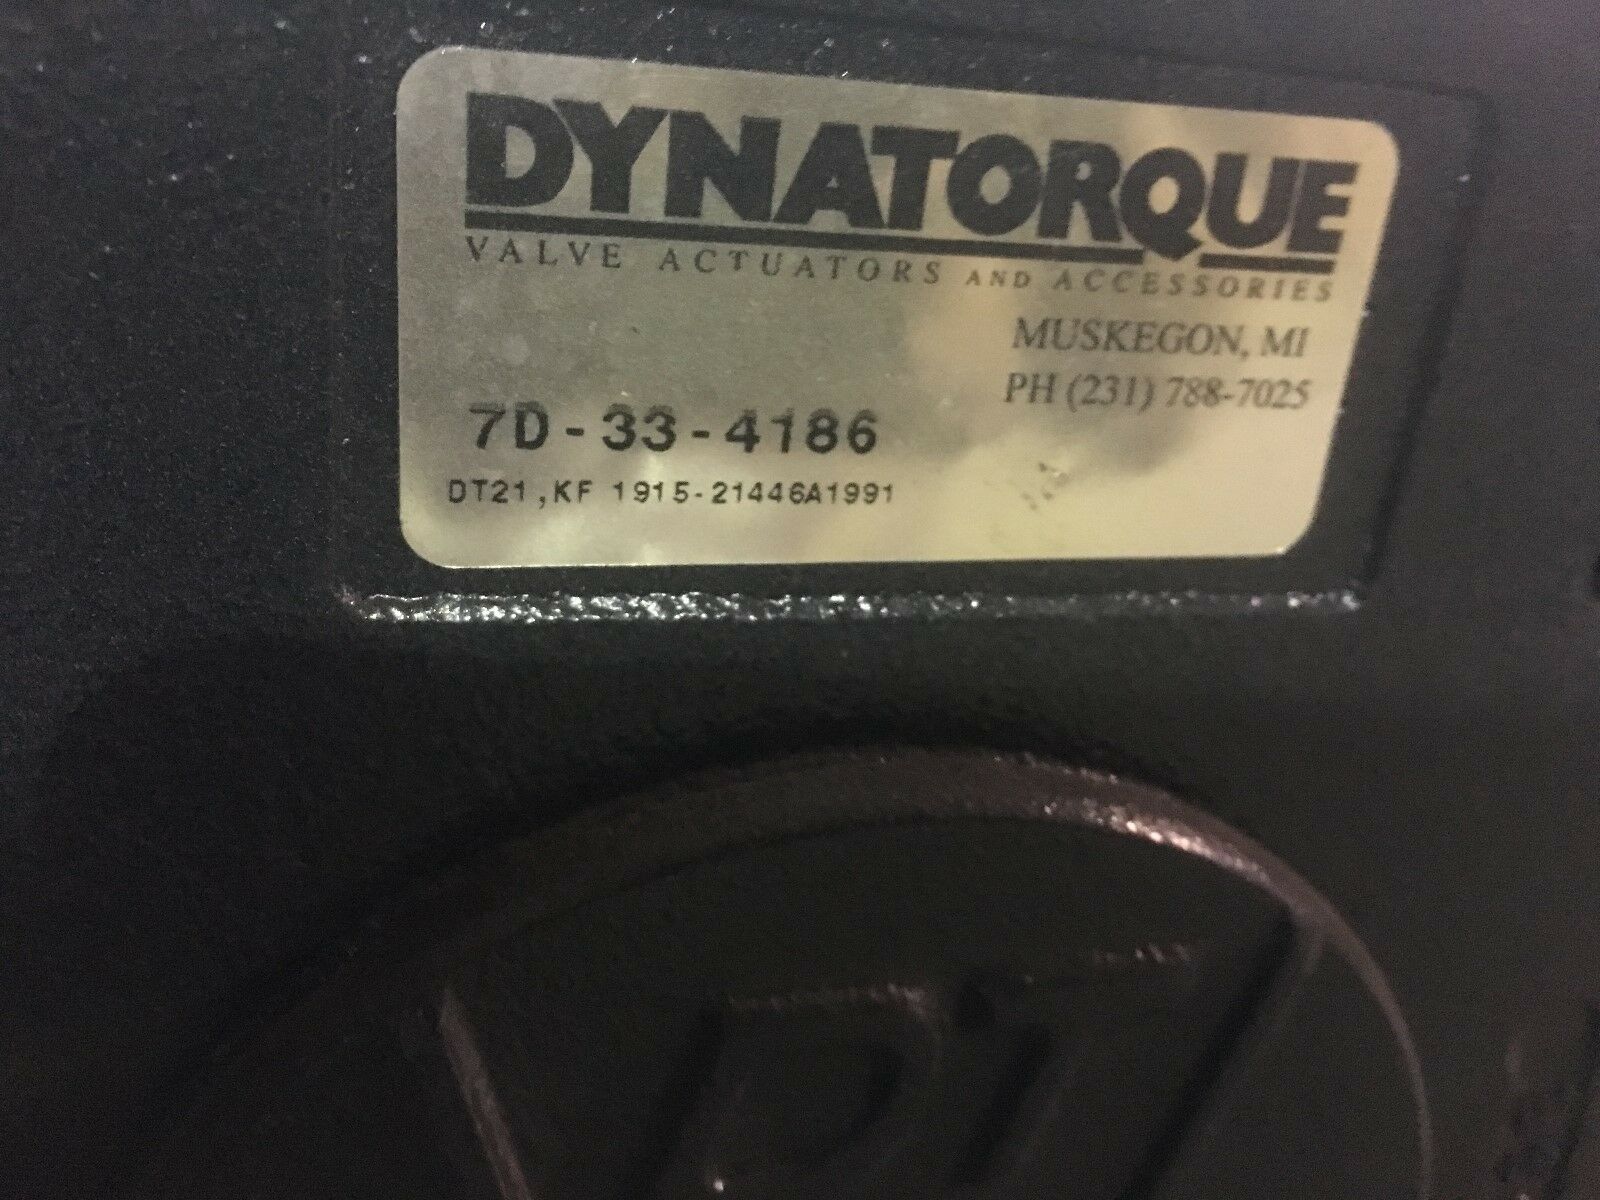 DYNATORQUE
VALVE ACTUATORS AND ACCESSORIES
MUSKEGON, MI
PH (231) 788-7025
7D-33-4186
DT21,KF 1915-21446A1991